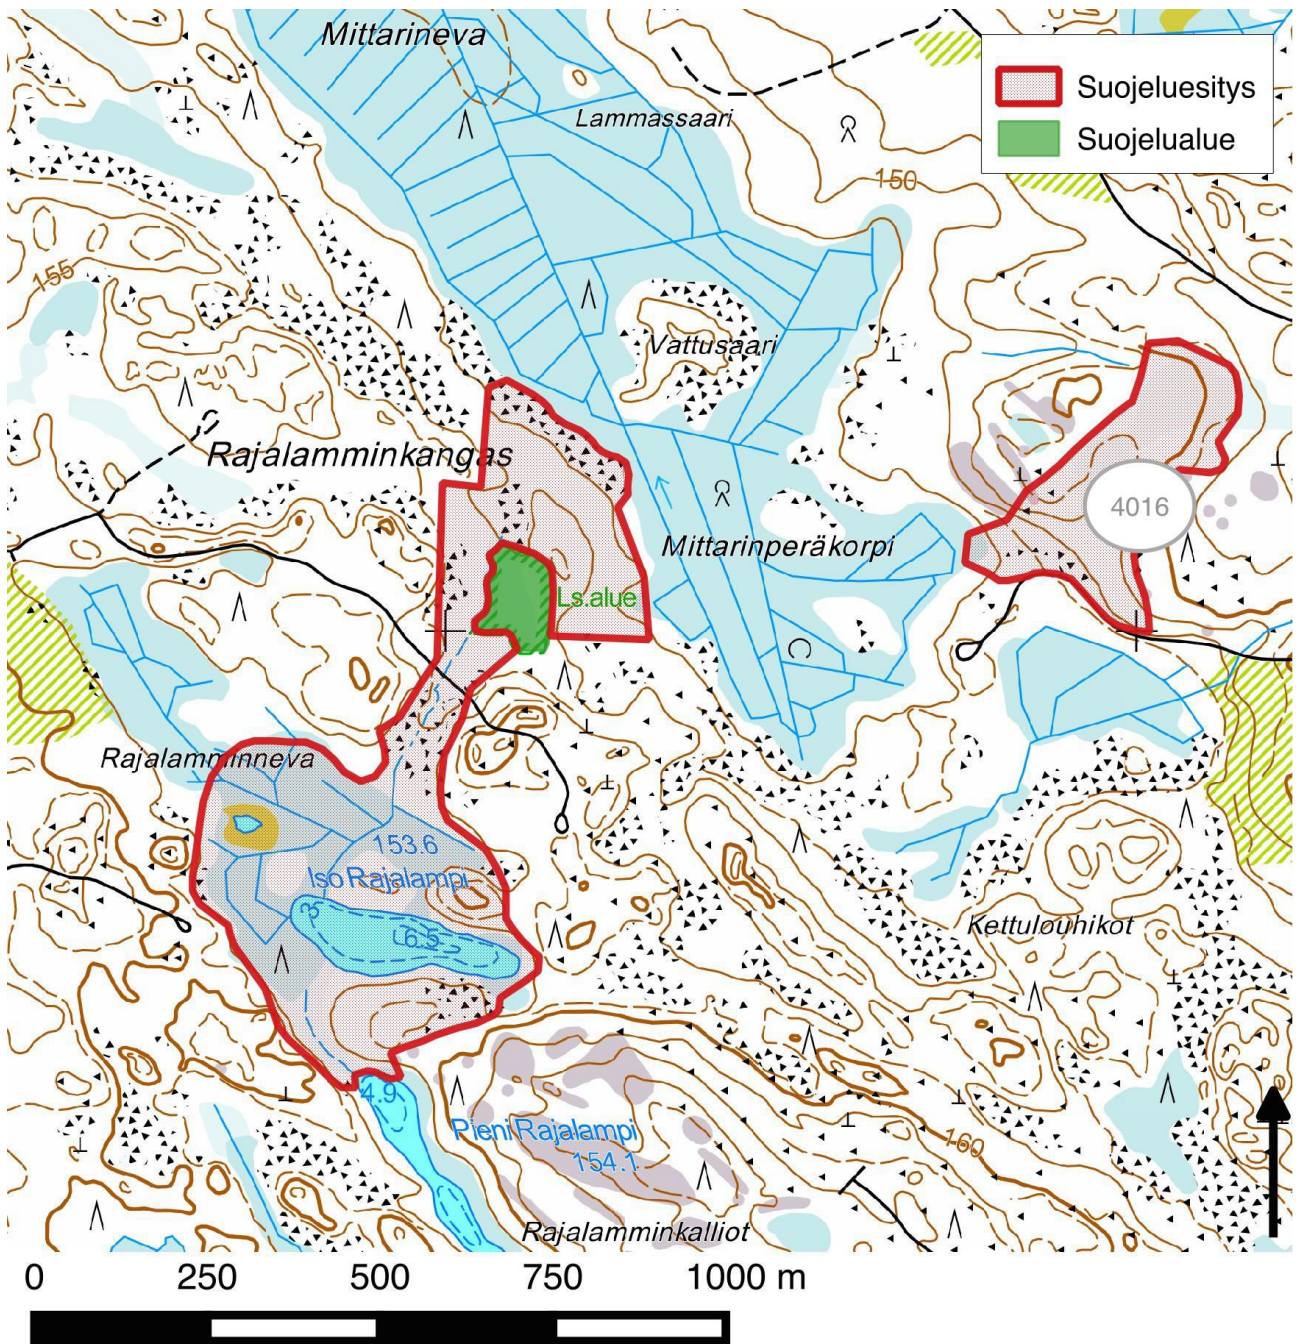 Mittarineva
Suojeluesitys
Suojelualue
Lammassaari
150
155
Vattusaari
Rajalamminkangas
4016
Mittarinperäkorpi
Ls.alue
Rajalamminneva
153.6
Iso Rajalampi
3
6.5
Kettulouhikot
4.9
Pieni Rajalampi
154.1
160
Rajalamminkalliot
0 250 500 750 1000 m